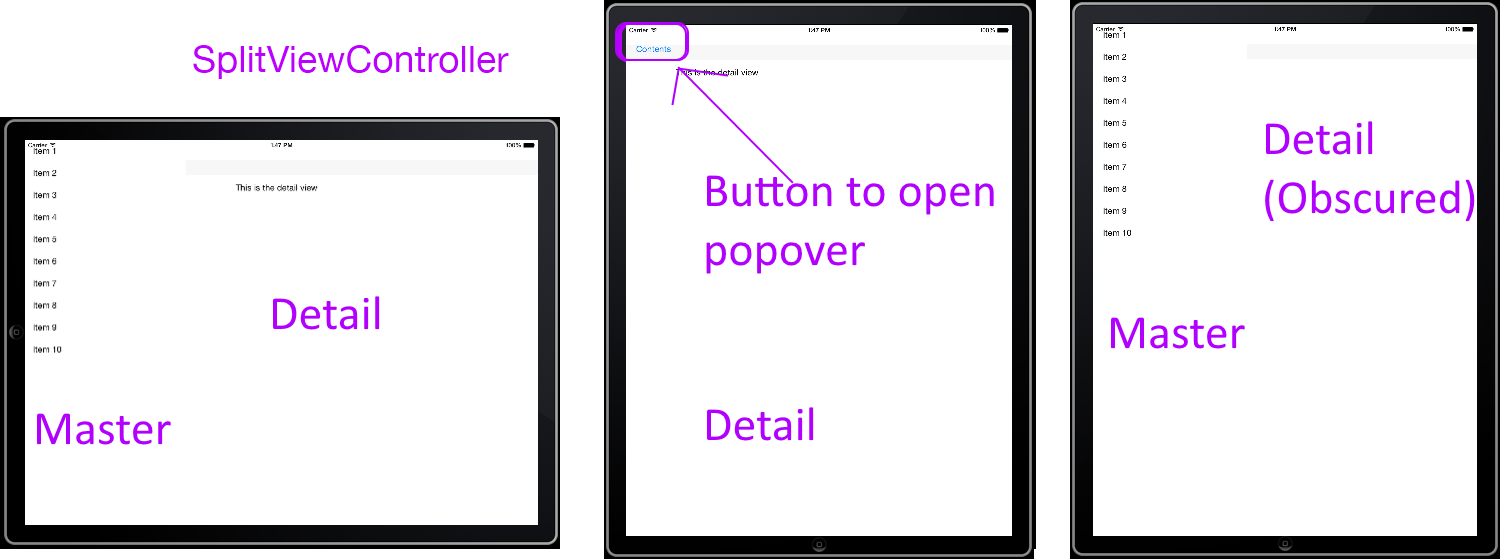 SplitViewController
Carrier 1:47 PM 100%
Item 1
Item 2
Item 3
Item 4
Item 5
Item 6
Item 7
Item 8
Item 9
Item 10
This is the detail view
Detail
Master
Carrier 1:47 PM 100%
Contents
This is the detail view
Button to open
popover
Detail
Carrier 1:47 PM 100%
Item 1
Item 2
Item 3
Item 4
Item 5
Item 6
Item 7
Item 8
Item 9
Item 10
Detail
(Obscured)
Master